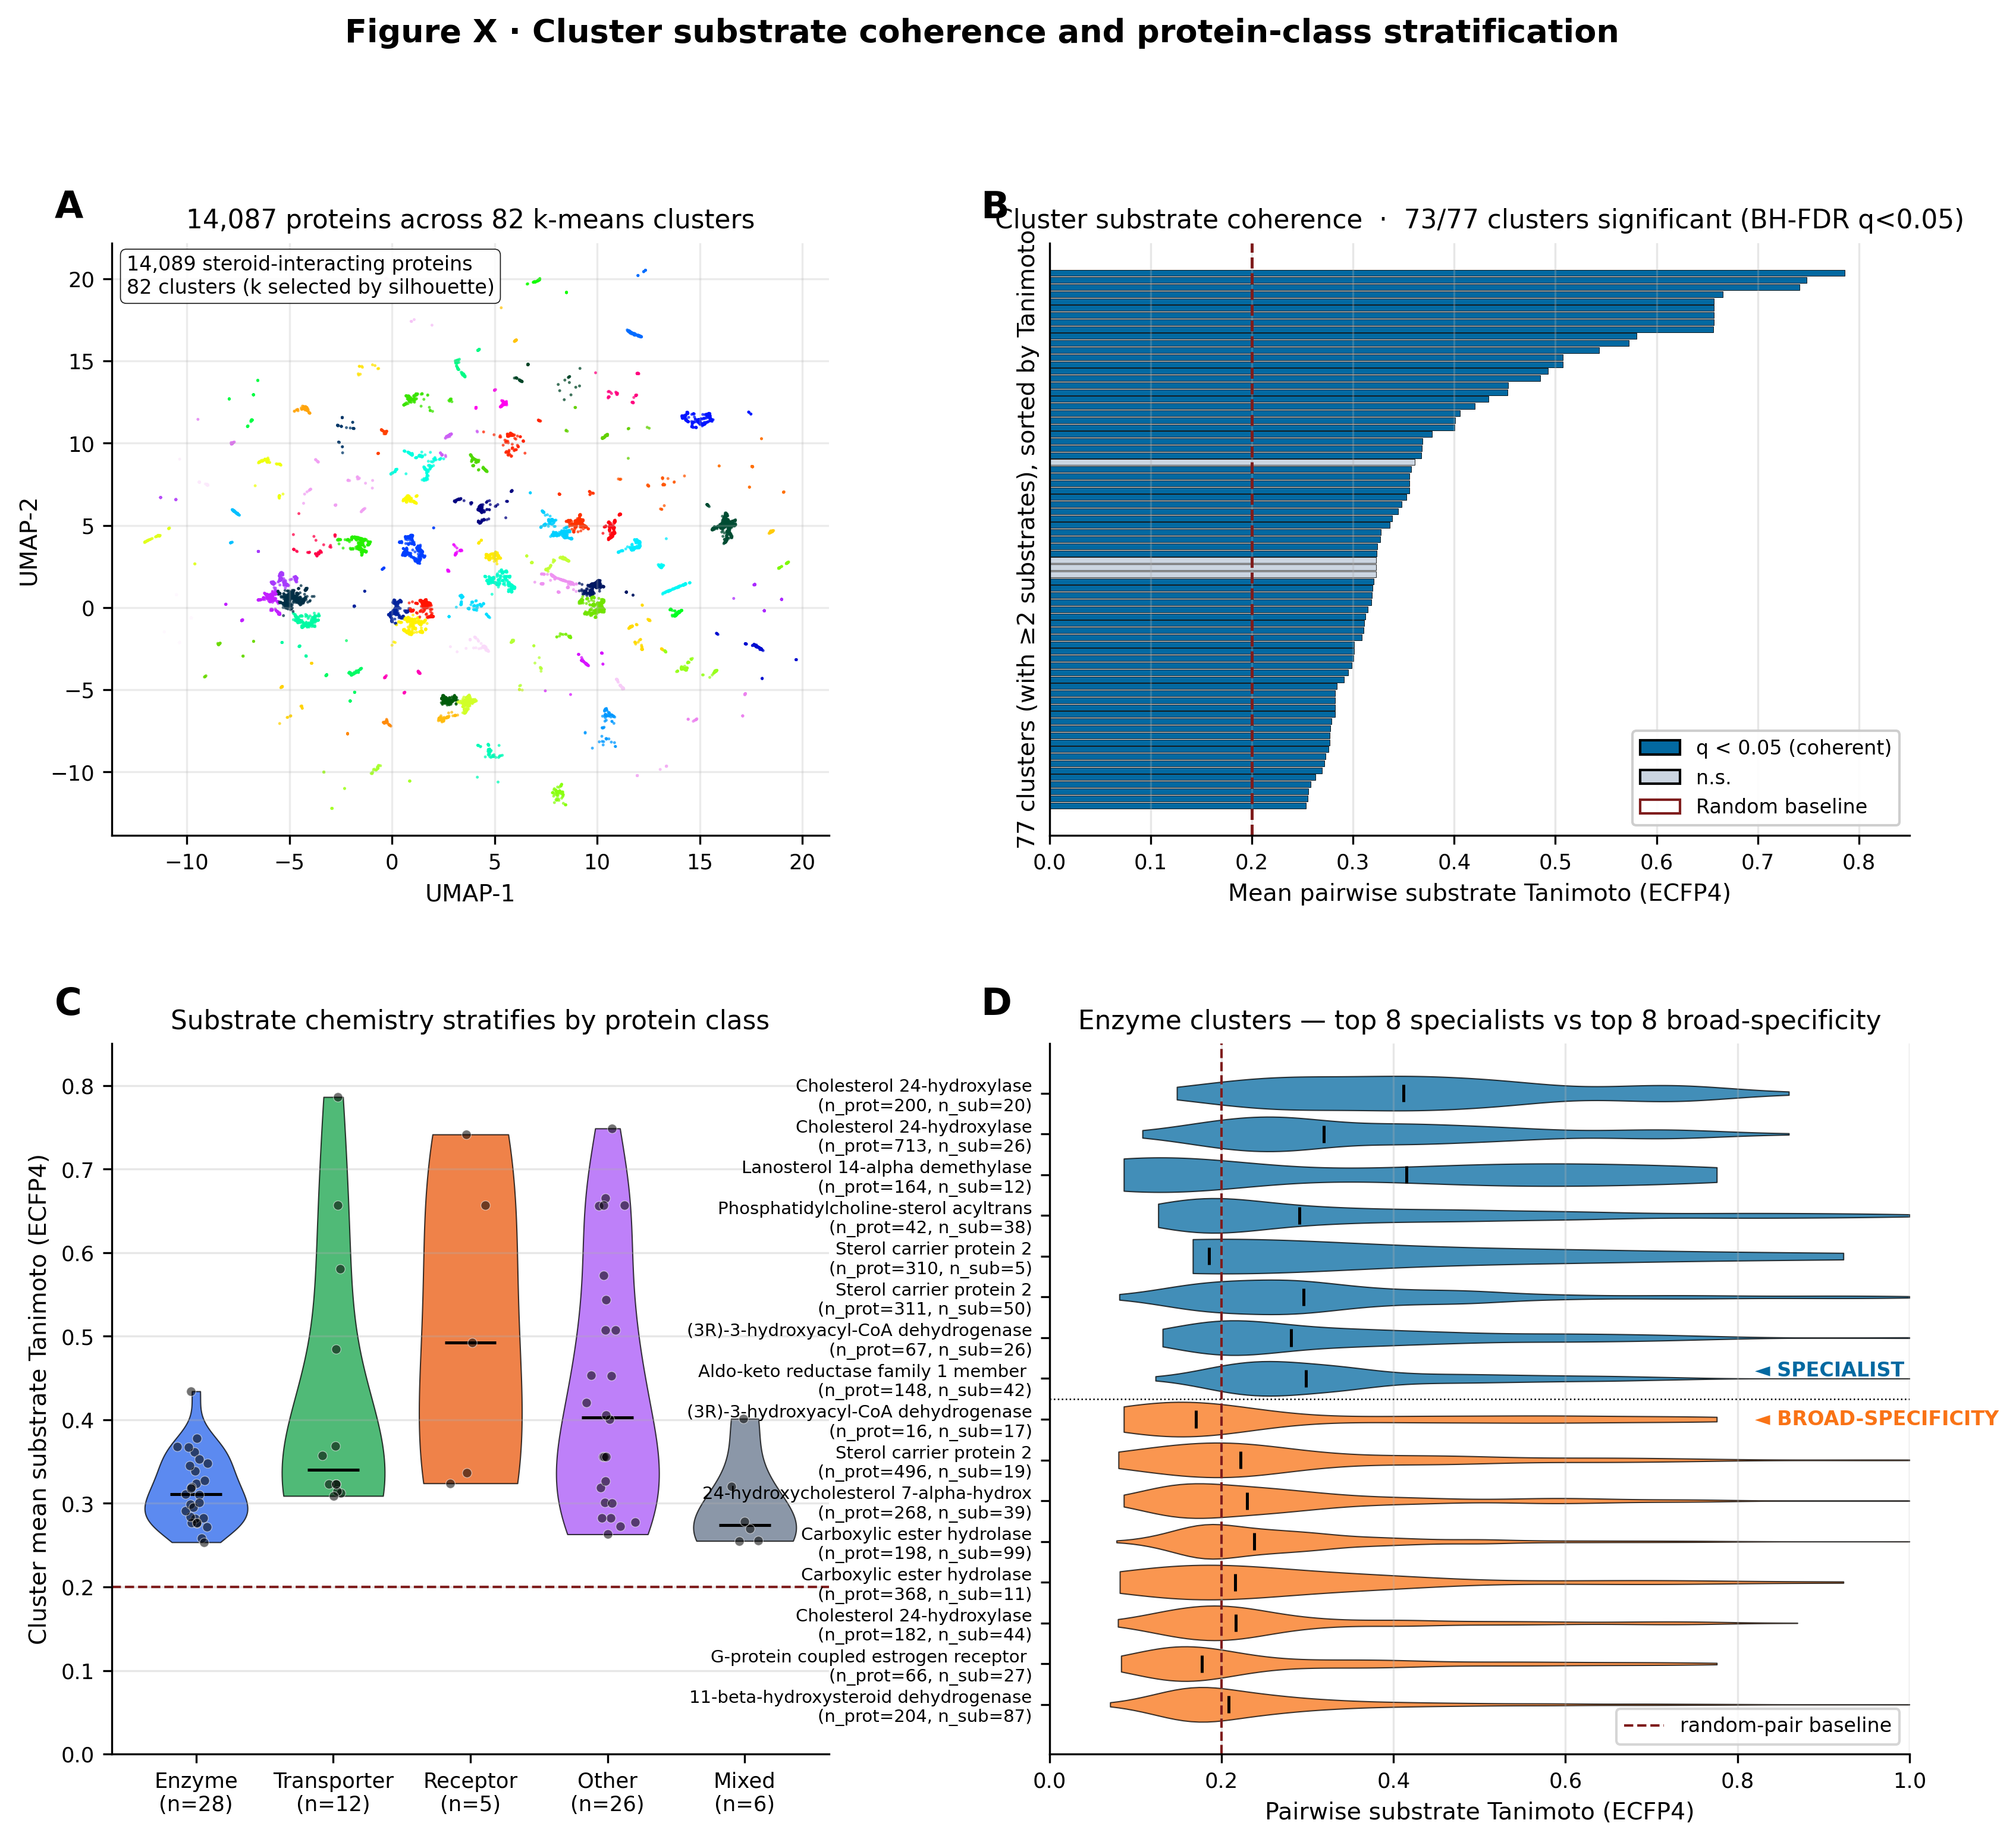 Figure X · Cluster substrate coherence and protein-class stratification
A
14,087 proteins across 82 k-means clusters
14,089 steroid-interacting proteins
82 clusters (k selected by silhouette)
UMAP-2
20
15
10
5
0
−5
−10
−10
−5
0
5
10
15
20
UMAP-1
B
Cluster substrate coherence · 73/77 clusters significant (BH-FDR q<0.05)
77 clusters (with ≥2 substrates), sorted by Tanimoto
q < 0.05 (coherent)
n.s.
Random baseline
0.0
0.1
0.2
0.3
0.4
0.5
0.6
0.7
0.8
Mean pairwise substrate Tanimoto (ECFP4)
C
Substrate chemistry stratifies by protein class
Cluster mean substrate Tanimoto (ECFP4)
0.8
0.7
0.6
0.5
0.4
0.3
0.2
0.1
0.0
Enzyme
(n=28)
Transporter
(n=12)
Receptor
(n=5)
Other
(n=26)
Mixed
(n=6)
D
Enzyme clusters — top 8 specialists vs top 8 broad-specificity
Cholesterol 24-hydroxylase
(n_prot=200, n_sub=20)
Cholesterol 24-hydroxylase
(n_prot=713, n_sub=26)
Lanosterol 14-alpha demethylase
(n_prot=164, n_sub=12)
Phosphatidylcholine-sterol acyltrans
(n_prot=42, n_sub=38)
Sterol carrier protein 2
(n_prot=310, n_sub=5)
Sterol carrier protein 2
(n_prot=311, n_sub=50)
(3R)-3-hydroxyacyl-CoA dehydrogenase
(n_prot=67, n_sub=26)
Aldo-keto reductase family 1 member
(n_prot=148, n_sub=42)
(3R)-3-hydroxyacyl-CoA dehydrogenase
(n_prot=16, n_sub=17)
Sterol carrier protein 2
(n_prot=496, n_sub=19)
24-hydroxycholesterol 7-alpha-hydrox
(n_prot=268, n_sub=39)
Carboxylic ester hydrolase
(n_prot=198, n_sub=99)
Carboxylic ester hydrolase
(n_prot=368, n_sub=11)
Cholesterol 24-hydroxylase
(n_prot=182, n_sub=44)
G-protein coupled estrogen receptor
(n_prot=66, n_sub=27)
11-beta-hydroxysteroid dehydrogenase
(n_prot=204, n_sub=87)
◄ SPECIALIST
◄ BROAD-SPECIFICITY
random-pair baseline
0.0
0.2
0.4
0.6
0.8
1.0
Pairwise substrate Tanimoto (ECFP4)